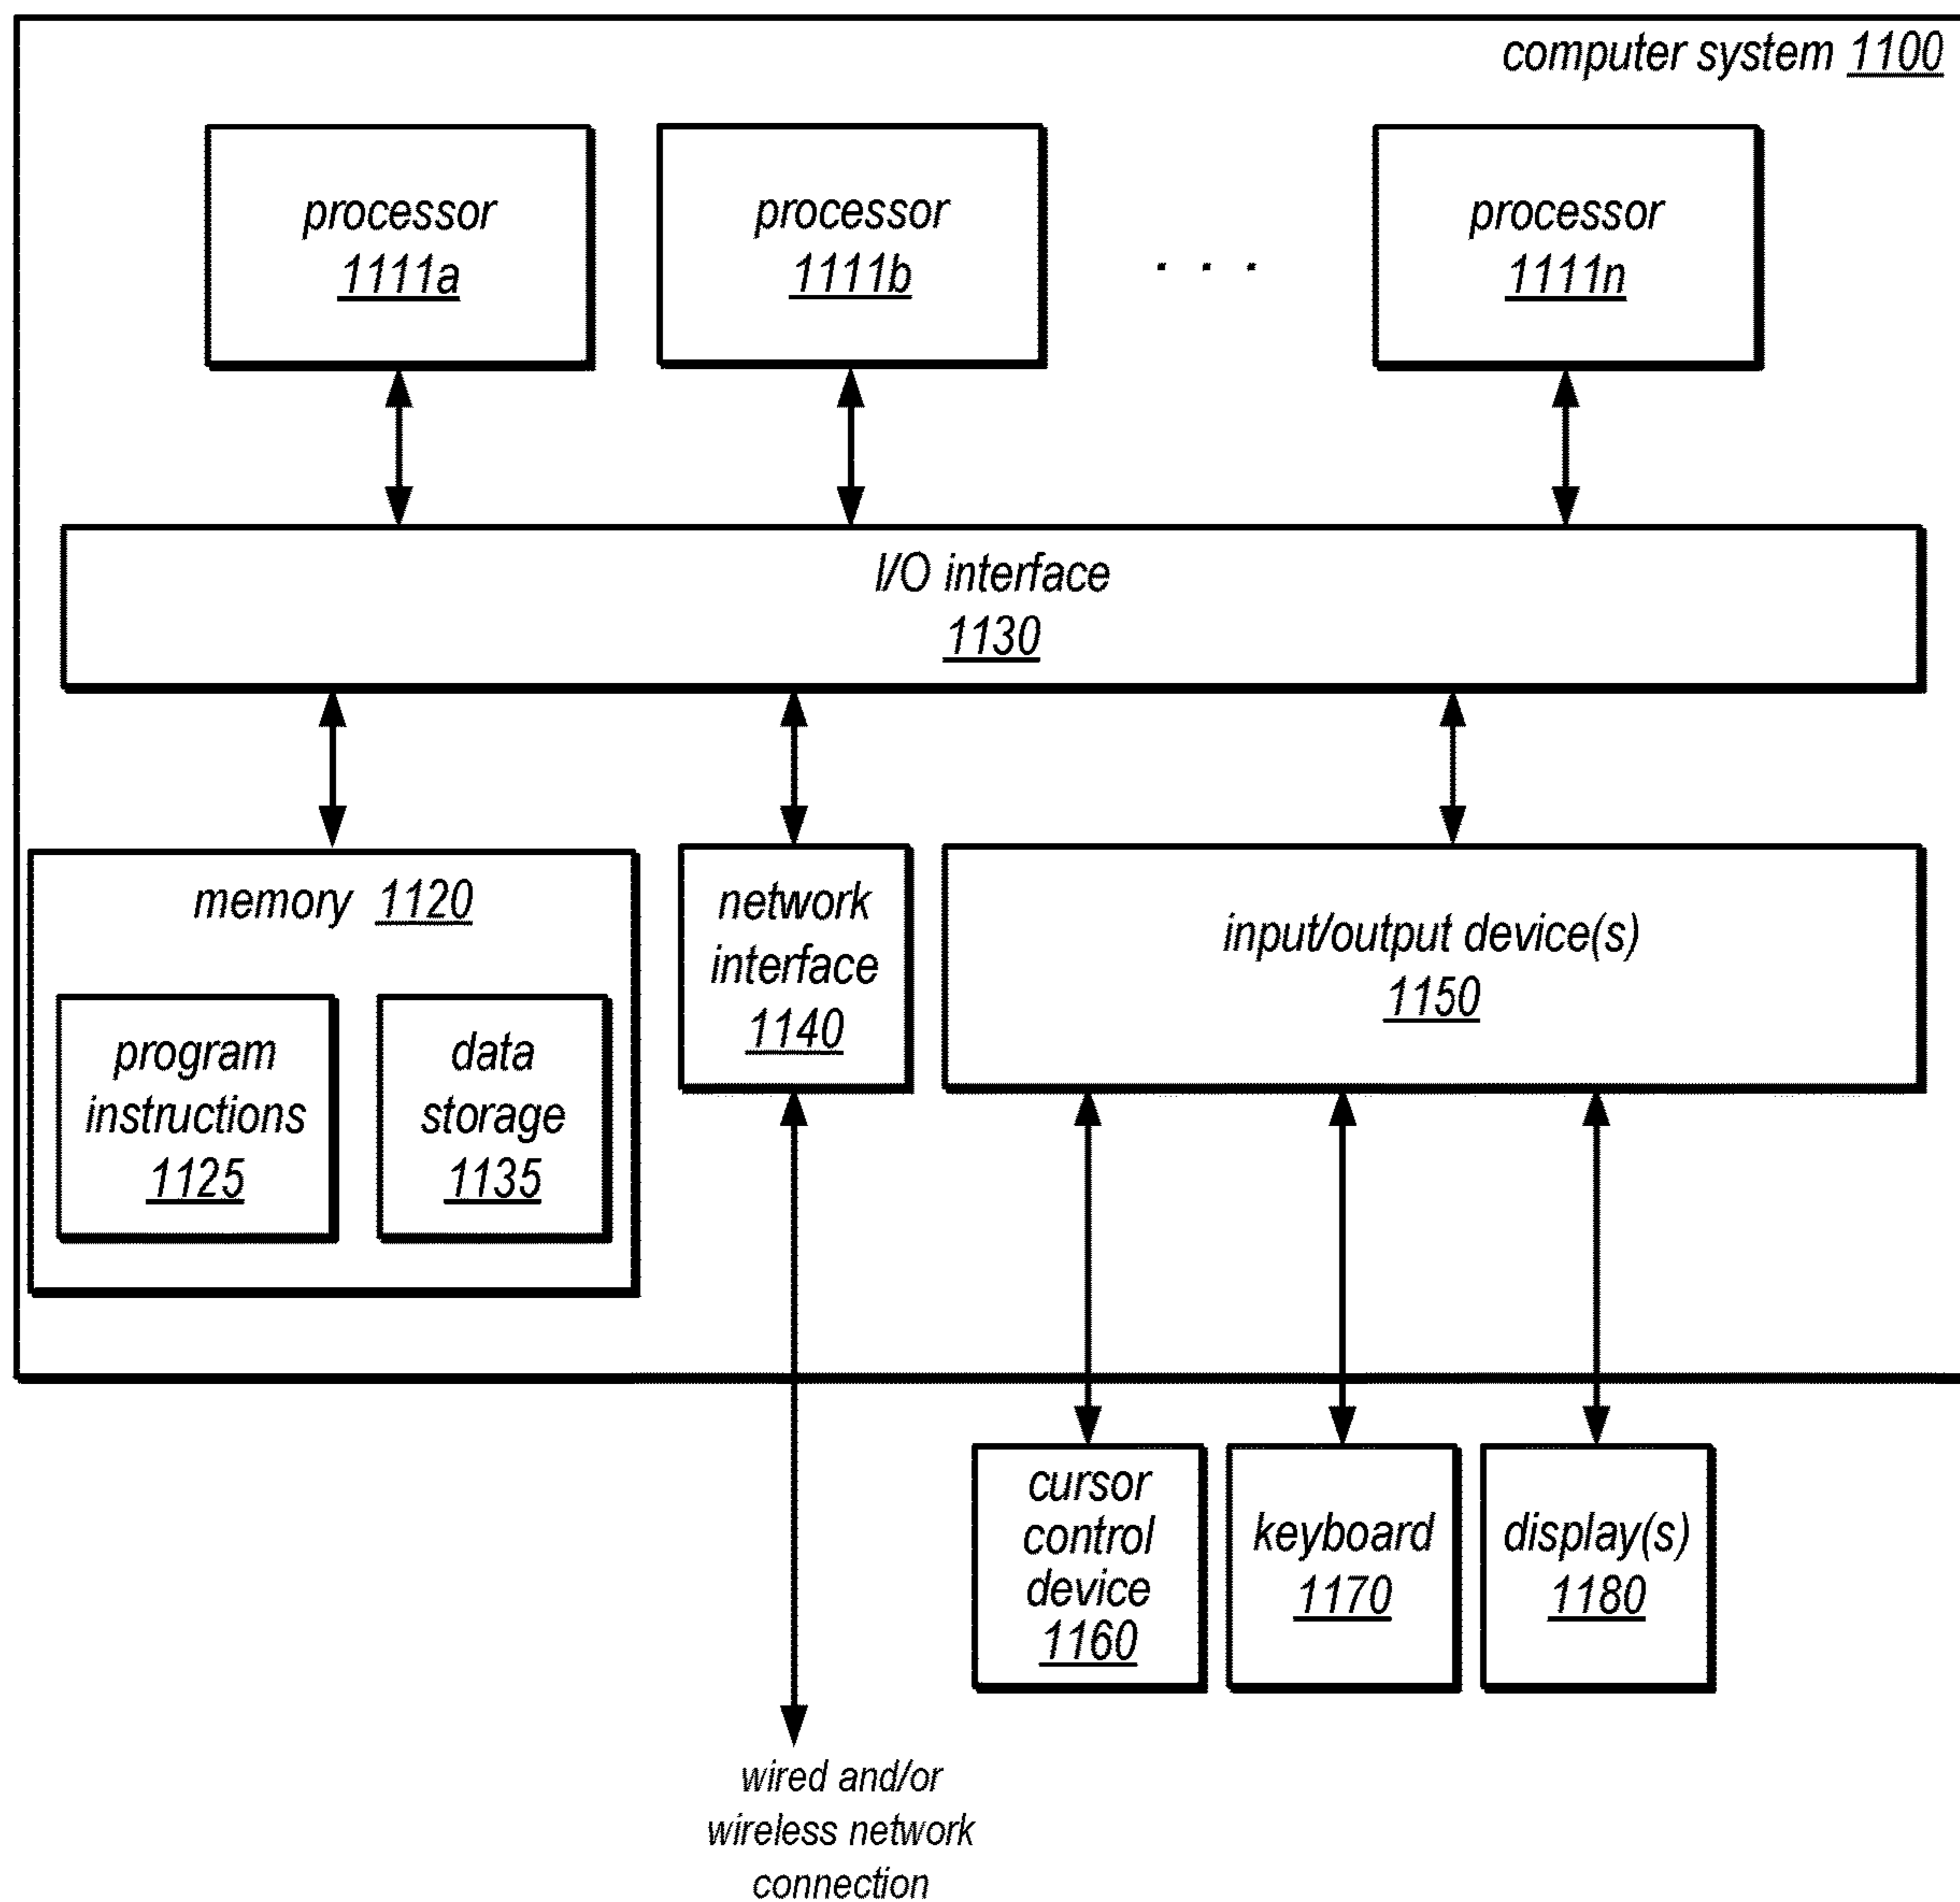 computer system 1100
processor
1111a
processor
1111b
. . .
processor
1111n
I/O interface
1130
memory 1120
program
instructions
1125
data
storage
1135
network
interface
1140
input/output device(s)
1150
cursor
control
device
1160
keyboard
1170
display(s)
1180
wired and/or
wireless network
connection